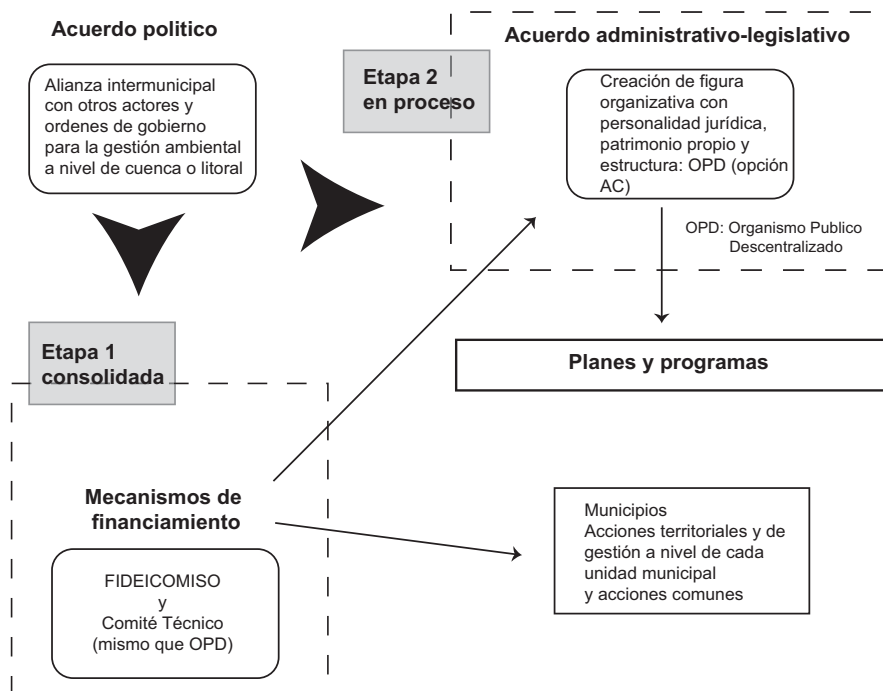 Acuerdo politico
Alianza intermunicipal
con otros actores y
ordenes de gobierno
para la gestión ambiental
a nivel de cuenca o litoral
Etapa 2
en proceso
Acuerdo administrativo-legislativo
Creación de figura
organizativa con
personalidad jurídica,
patrimonio propio y
estructura: OPD (opción
AC)
OPD: Organismo Publico
Descentralizado
Etapa 1
consolidada
Planes y programas
Mecanismos de
financiamiento
FIDEICOMISO
y
Comité Técnico
(mismo que OPD)
Municipios
Acciones territoriales y de
gestión a nivel de cada
unidad municipal
y acciones comunes